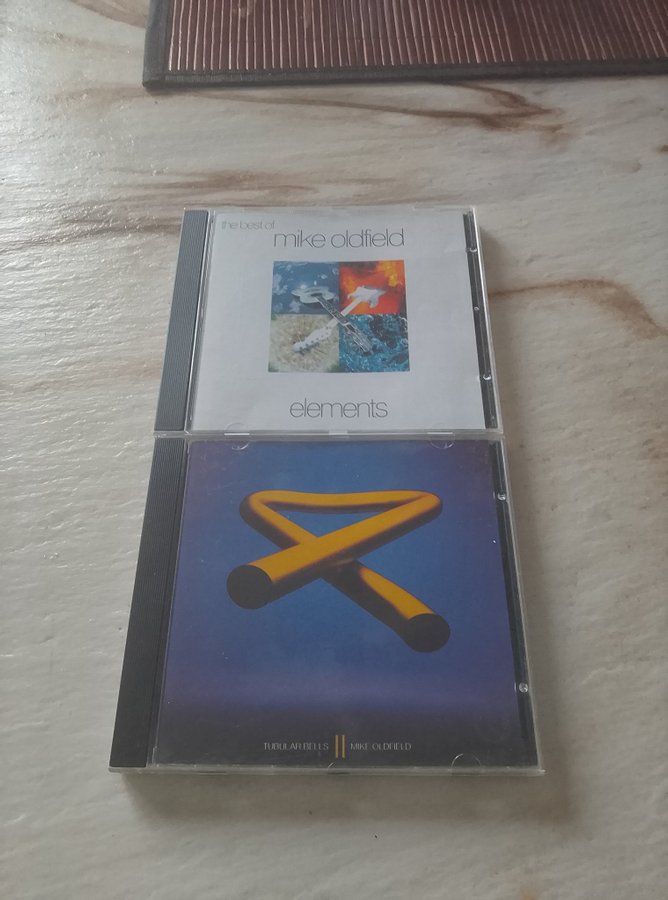 the best of
mike oldfield
elements
TUBULAR BELLS II MIKE OLDFIELD